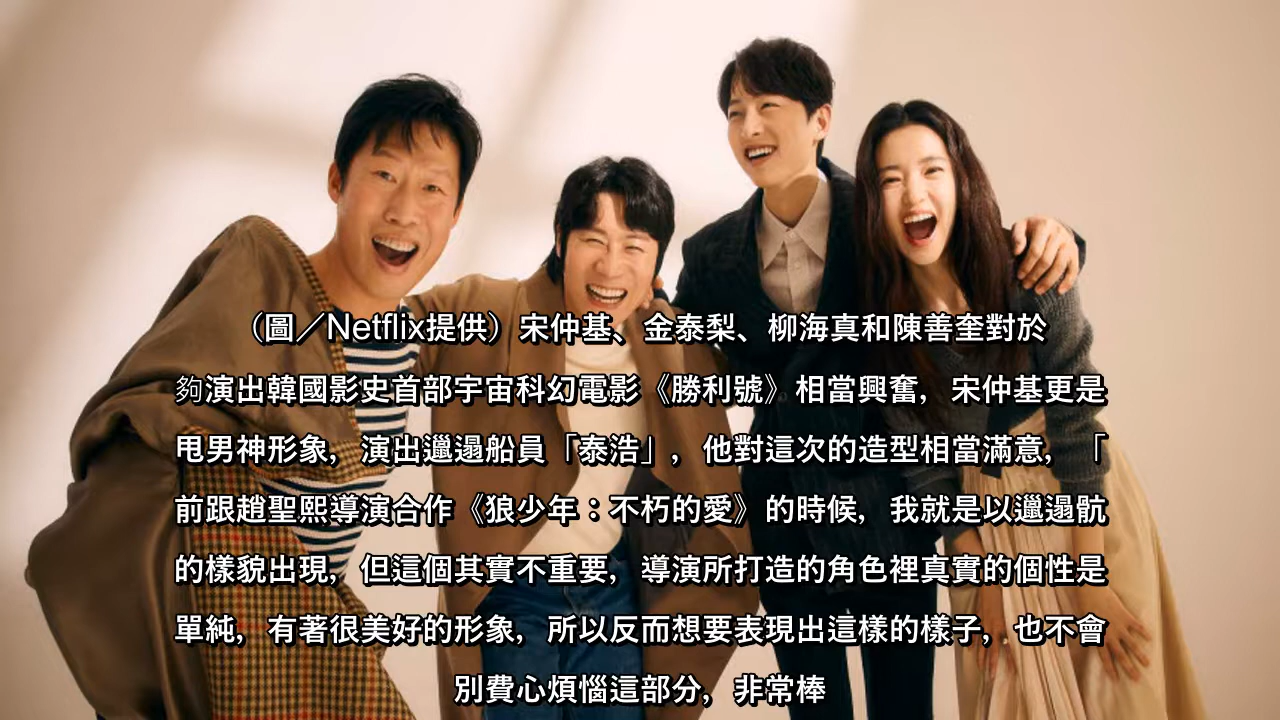 （圖／Netflix提供）宋仲基、金泰梨、柳海真和陳善奎對於
夠演出韓國影史首部宇宙科幻電影《勝利號》相當興奮，宋仲基更是
甩男神形象，演出邋遢船員「泰浩」，他對這次的造型相當滿意，「
前跟趙聖熙導演合作《狼少年：不朽的愛》的時候，我就是以邋遢骯
的樣貌出現，但這個其實不重要，導演所打造的角色裡真實的個性是
單純，有著很美好的形象，所以反而想要表現出這樣的樣子，也不會
別費心煩惱這部分，非常棒